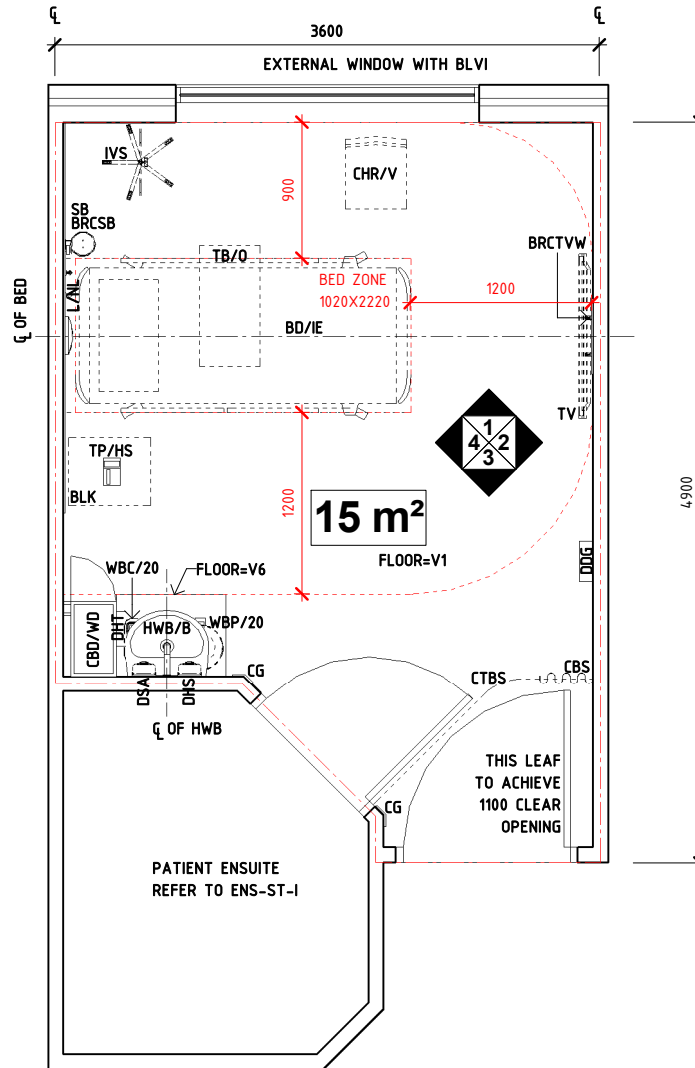 ℄
℄
3600
EXTERNAL WINDOW WITH BLVI
IVS
CHR/V
900
SB
BRCSB
TB/O
BRCTVW
BED ZONE
1020X2220
1200
L/NL
BD/IE
℄ OF BED
TV
1
4 2
3
TP/HS
BLK
1200
15 m²
4900
FLOOR=V1
DDG
WBC/20
FLOOR=V6
DHT
HWB/B
WBP/20
CBD/WD
CG
CTBS
CBS
DSA
DHS
℄ OF HWB
THIS LEAF
TO ACHIEVE
1100 CLEAR
OPENING
CG
PATIENT ENSUITE
REFER TO ENS-ST-I